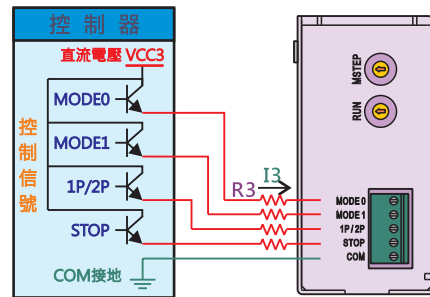 控制器
直流電壓 VCC3
MODE0
MODE1
1P/2P
STOP
COM接地
控制信號
R3
I3
MSTEP
RUN
MODE 0
MODE 1
1P/2P
STOP
COM